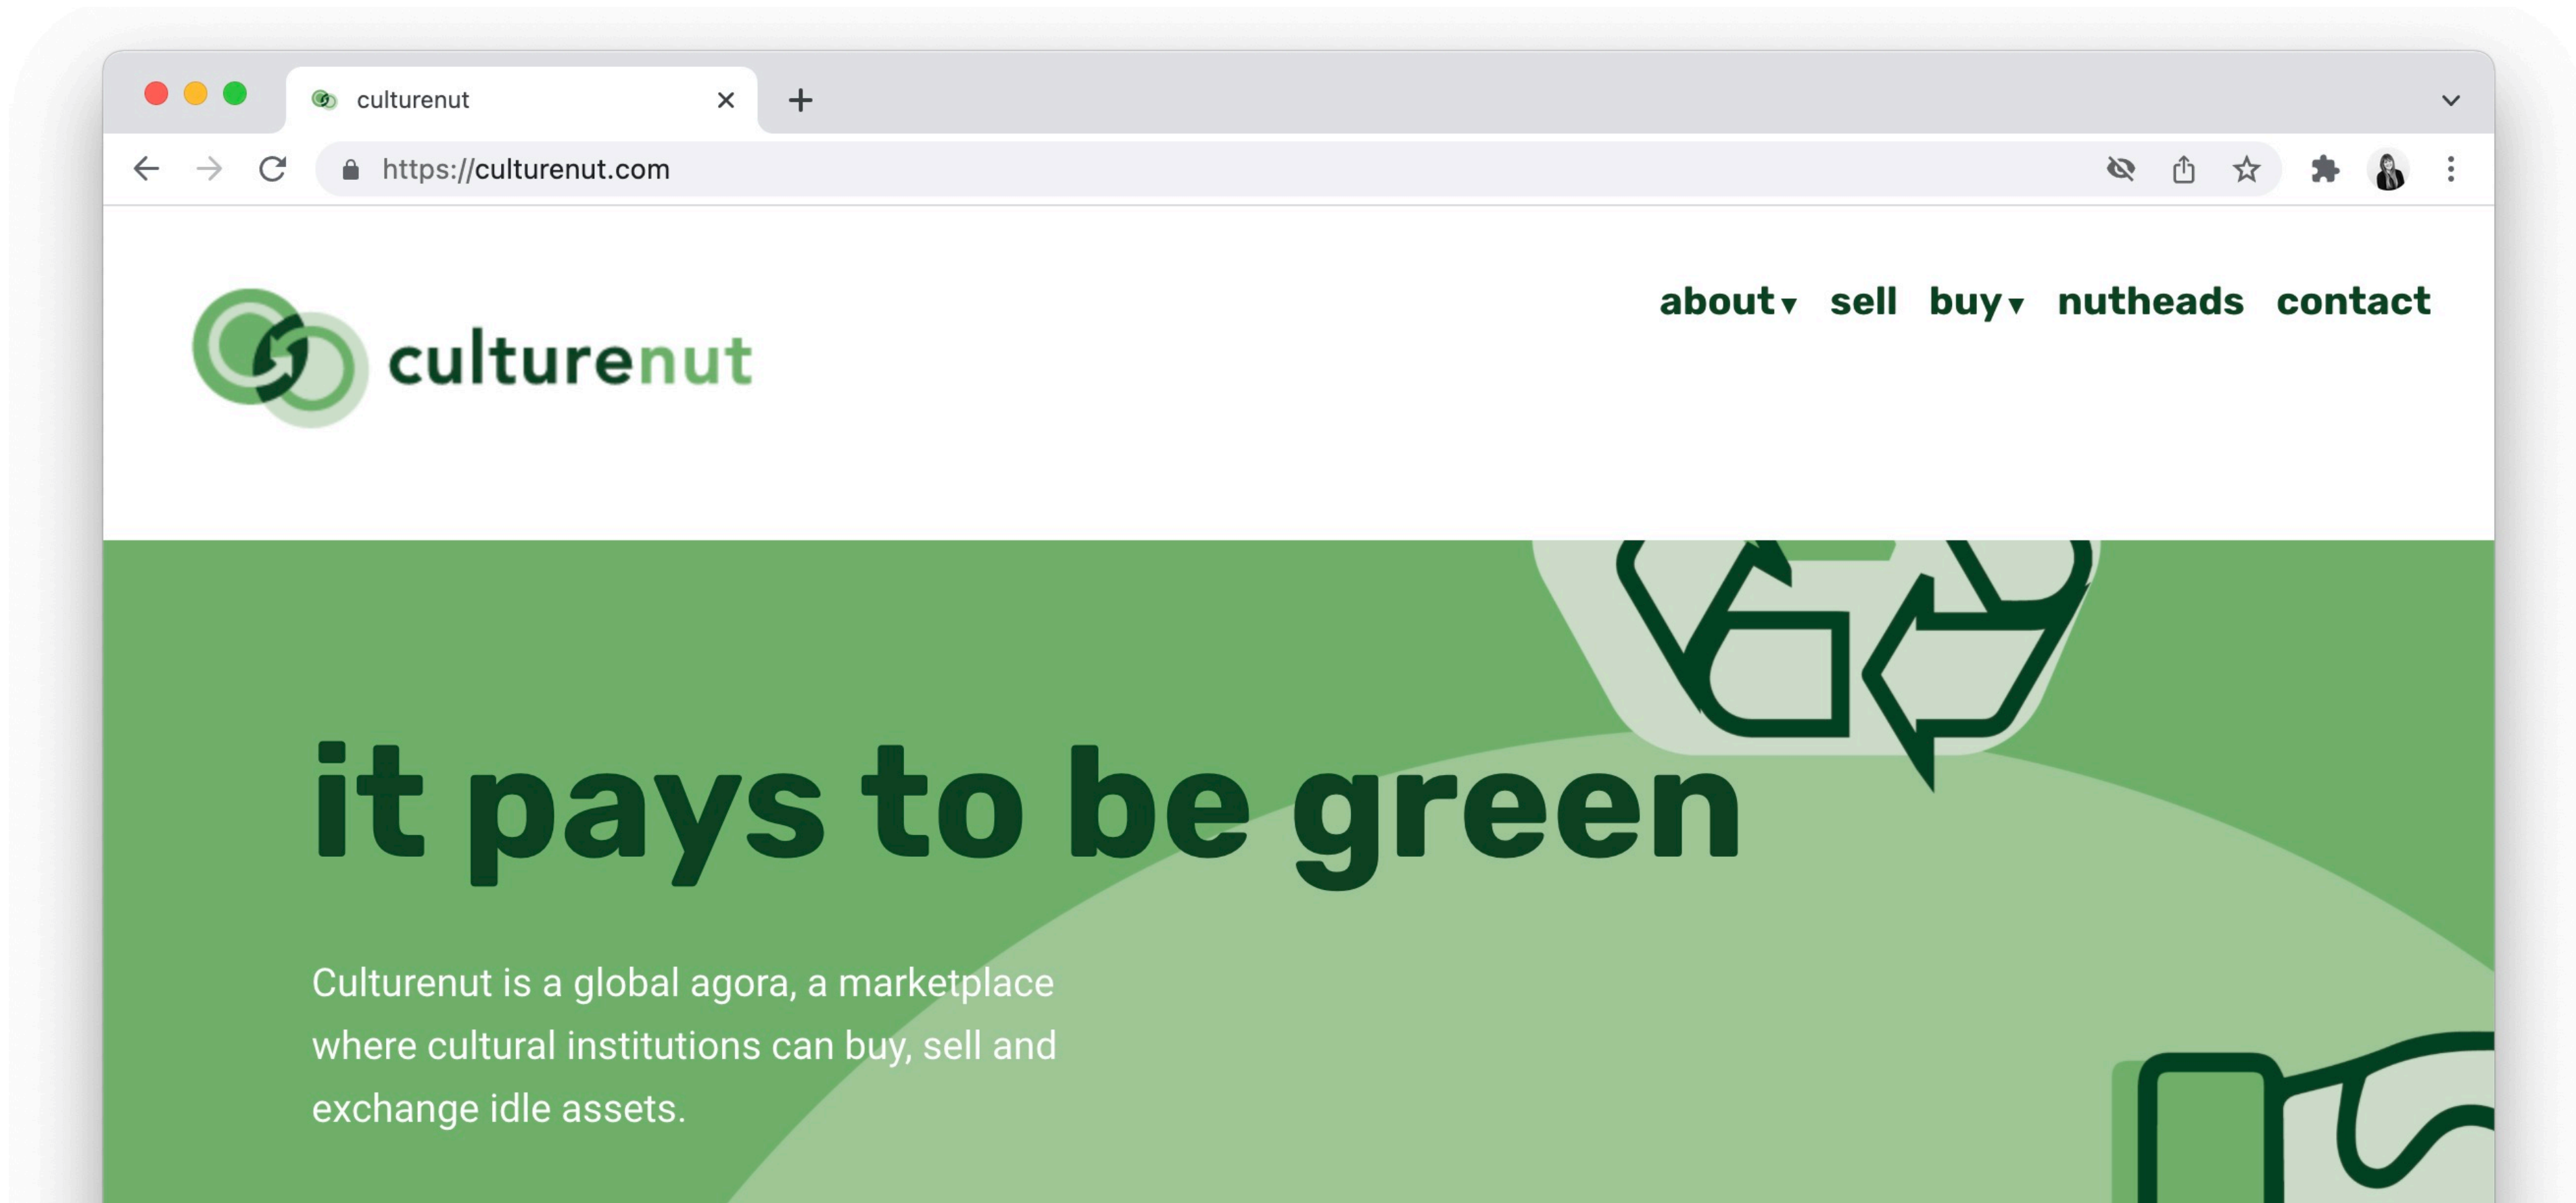 culturenut
https://culturenut.com
culturenut
about▾ sell buy▾ nutheads contact
it pays to be green
Culturenut is a global agora, a marketplace
where cultural institutions can buy, sell and
exchange idle assets.